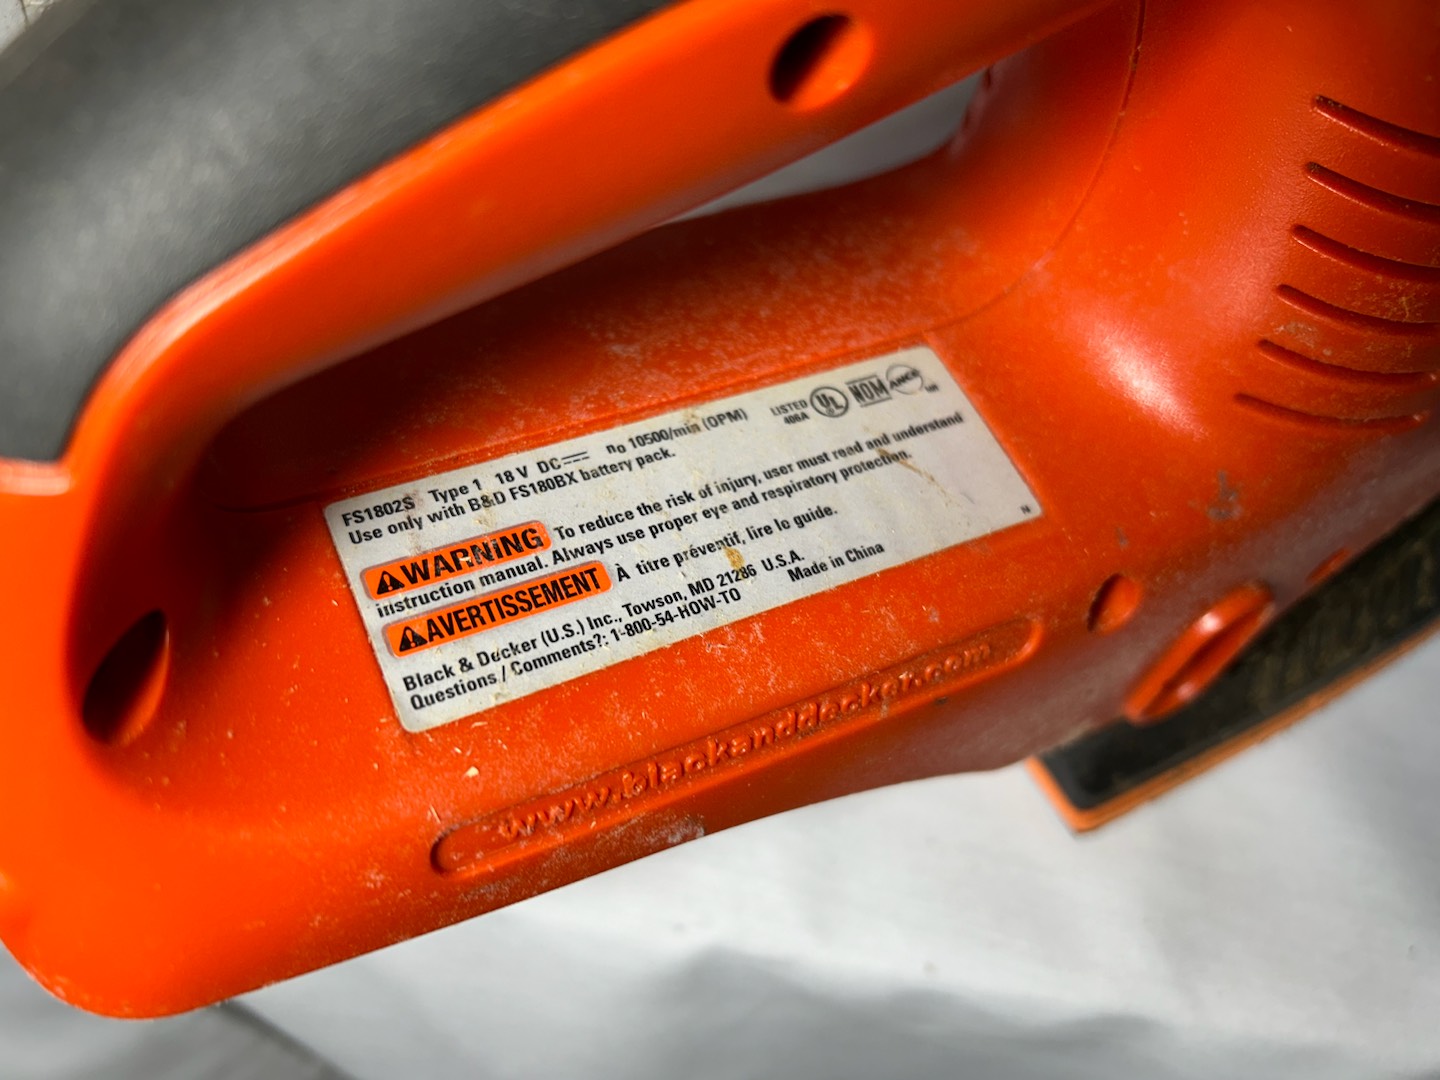 FS1802S Type 1 18 V DC n₀ 10500/min (OPM) LISTED 406A UL NOM ANCE
Use only with B&D FS180BX battery pack.
WARNING To reduce the risk of injury, user must read and understand
instruction manual. Always use proper eye and respiratory protection.
AVERTISSEMENT À titre préventif, lire le guide.
Black & Decker (U.S.) Inc., Towson, MD 21286 U.S.A.
Questions / Comments?: 1-800-54-HOW-TO Made in China
www.blackanddecker.com